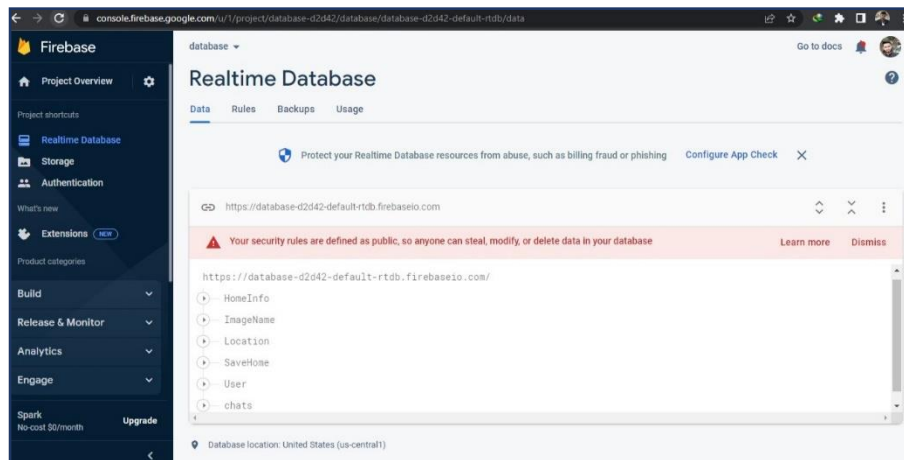 console.firebase.google.com/u/1/project/database-d2d42/database/database-d2d42-default-rtdb/data
Firebase
database
Go to docs
Project Overview
Realtime Database
Data Rules Backups Usage
Project shortcuts
Realtime Database
Storage
Authentication
Protect your Realtime Database resources from abuse, such as billing fraud or phishing Configure App Check
What's new
Extensions NEW
https://database-d2d42-default-rtdb.firebaseio.com
Your security rules are defined as public, so anyone can steal, modify, or delete data in your database Learn more Dismiss
Product categories
Build
Release & Monitor
Analytics
Engage
https://database-d2d42-default-rtdb.firebaseio.com/
HomeInfo
ImageName
Location
SaveHome
User
chats
Spark
No-cost $0/month
Upgrade
Database location: United States (us-central1)